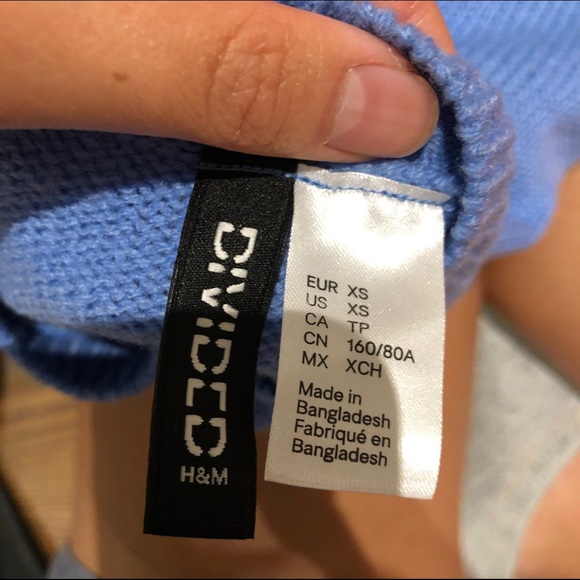 DIVIDED
H&M
EUR XS
US XS
CA TP
CN 160/80A
MX XCH
Made in
Bangladesh
Fabriqué en
Bangladesh